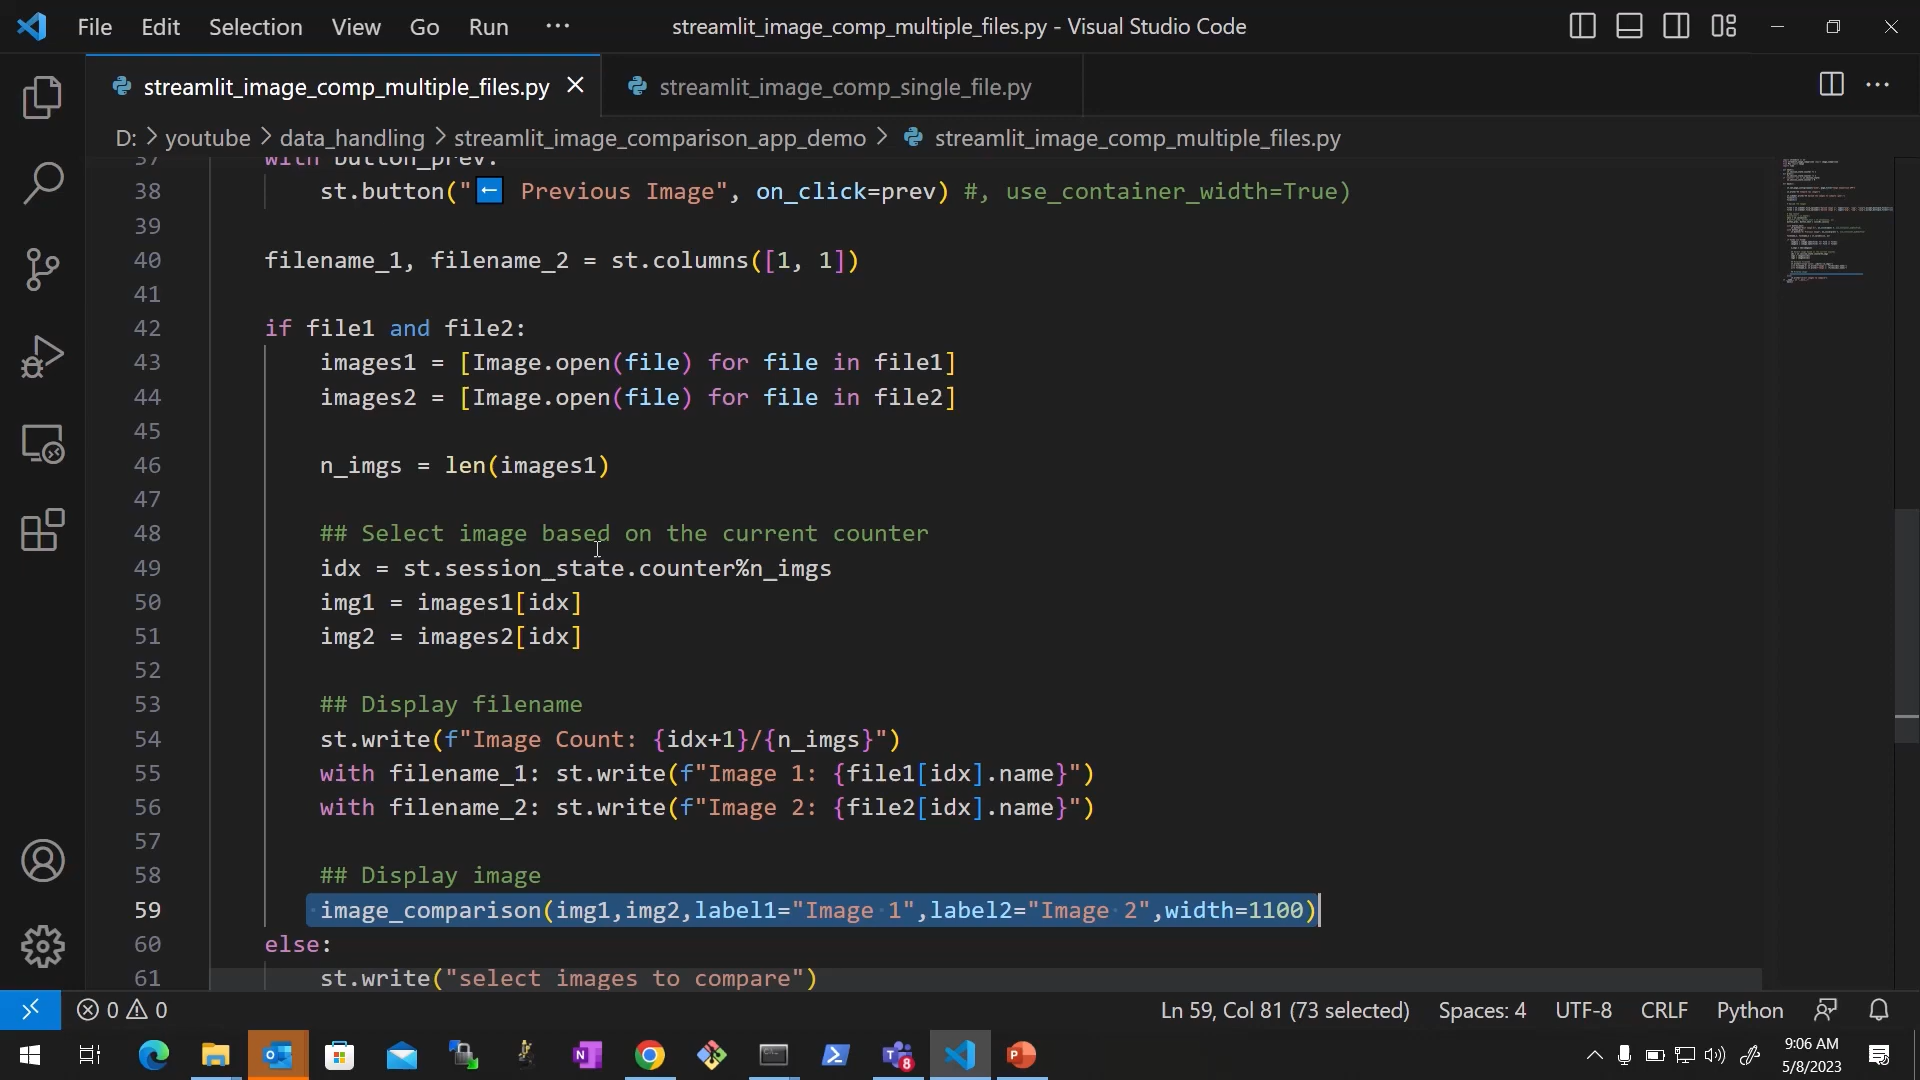 File Edit Selection View Go Run ··· streamlit_image_comp_multiple_files.py - Visual Studio Code
streamlit_image_comp_multiple_files.py streamlit_image_comp_single_file.py
D: > youtube > data_handling > streamlit_image_comparison_app_demo > streamlit_image_comp_multiple_files.py
37 with button_prev:
38 st.button("⬅ Previous Image", on_click=prev) #, use_container_width=True)
39
40 filename_1, filename_2 = st.columns([1, 1])
41
42 if file1 and file2:
43 images1 = [Image.open(file) for file in file1]
44 images2 = [Image.open(file) for file in file2]
45
46 n_imgs = len(images1)
47
48 ## Select image based on the current counter
49 idx = st.session_state.counter%n_imgs
50 img1 = images1[idx]
51 img2 = images2[idx]
52
53 ## Display filename
54 st.write(f"Image Count: {idx+1}/{n_imgs}")
55 with filename_1: st.write(f"Image 1: {file1[idx].name}")
56 with filename_2: st.write(f"Image 2: {file2[idx].name}")
57
58 ## Display image
59 image_comparison(img1,img2,label1="Image 1",label2="Image 2",width=1100)
60 else:
61 st.write("select images to compare")
0 0 Ln 59, Col 81 (73 selected) Spaces: 4 UTF-8 CRLF Python
9:06 AM
5/8/2023